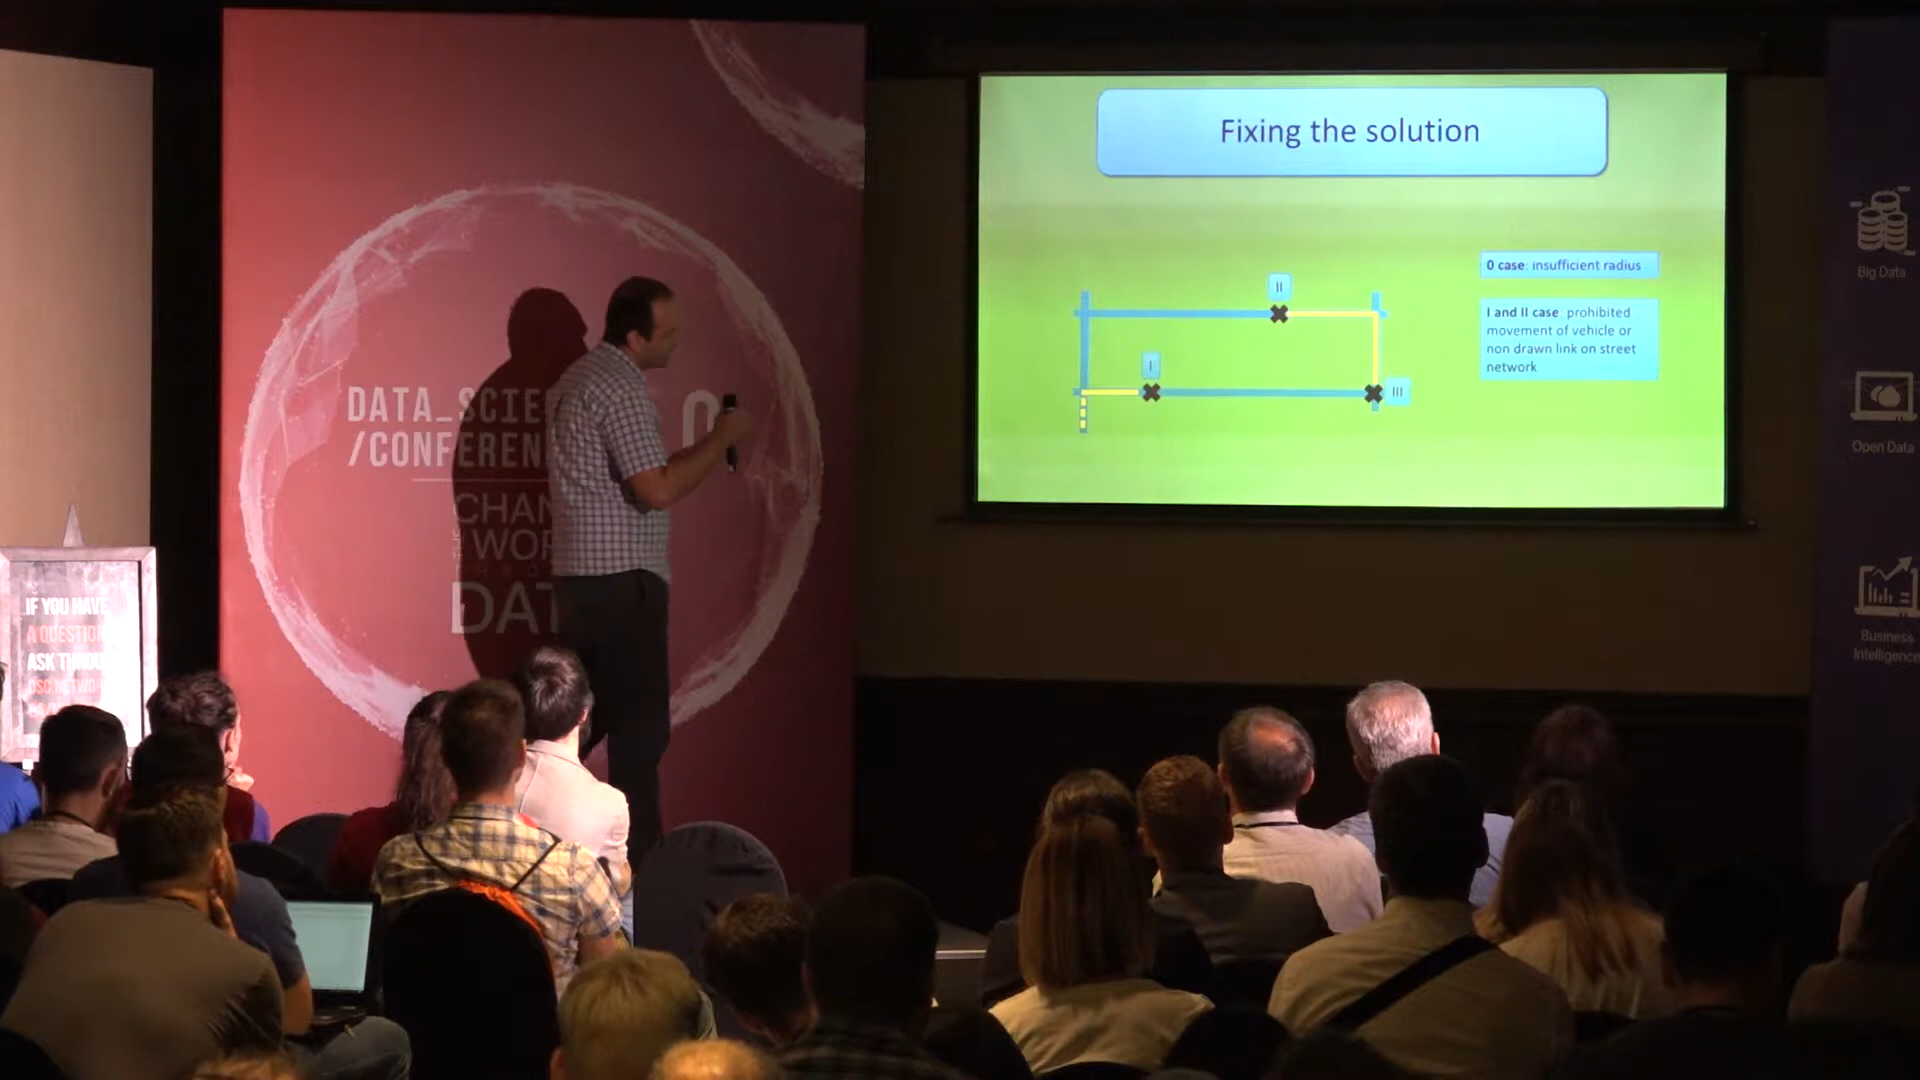 Fixing the solution
0 case: insufficient radius
I and II case prohibited
movement of vehicle or
non drawn link on street
network
II
I
III
DATA_SCIE
/CONFEREN
CHAN
WOR
DAT
IF YOU HAVE
A QUESTION
ASK
Big Data
Open Data
Business
Intelligence